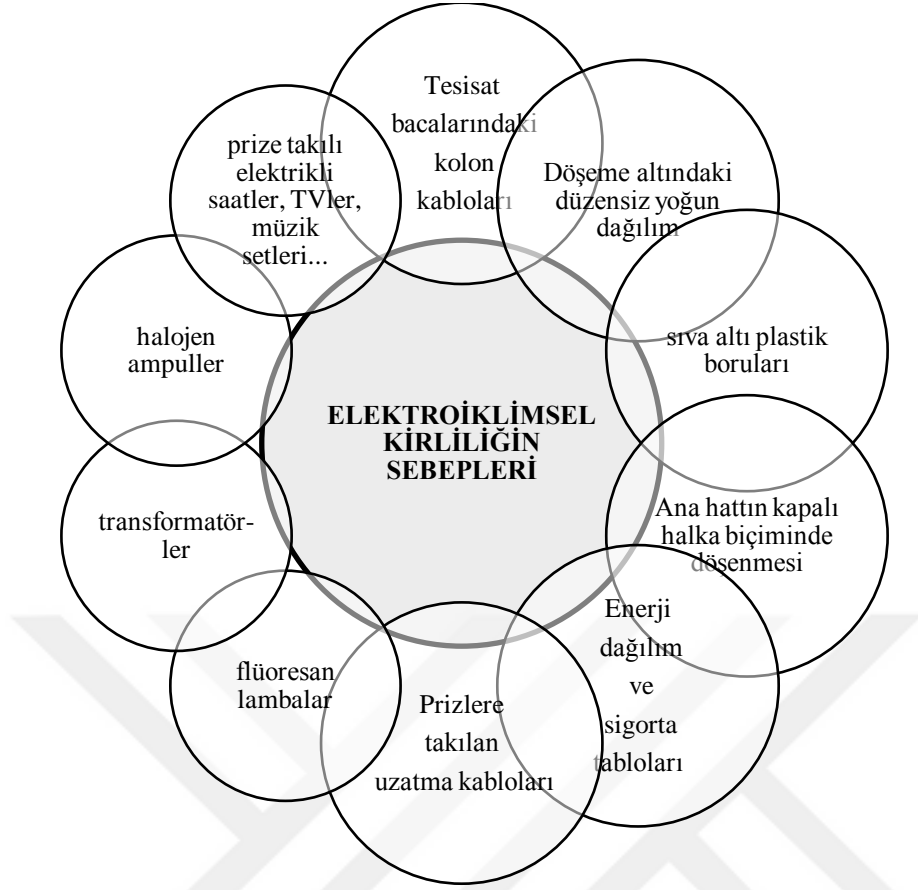 Tesisat
bacalarındaki
kolon
kabloları
Döşeme altındaki
düzensiz yoğun
dağılım
sıva altı plastik
boruları
Ana hattın kapalı
halka biçiminde
döşenmesi
Enerji
dağılım
ve
sigorta
tabloları
Prizlere
takılan
uzatma kabloları
flüoresan
lambalar
transformatör-
ler
halojen
ampuller
prize takılı
elektrikli
saatler, TVler,
müzik
setleri...
ELEKTROİKLİMSEL
KİRLİLİĞİN
SEBEPLERİ